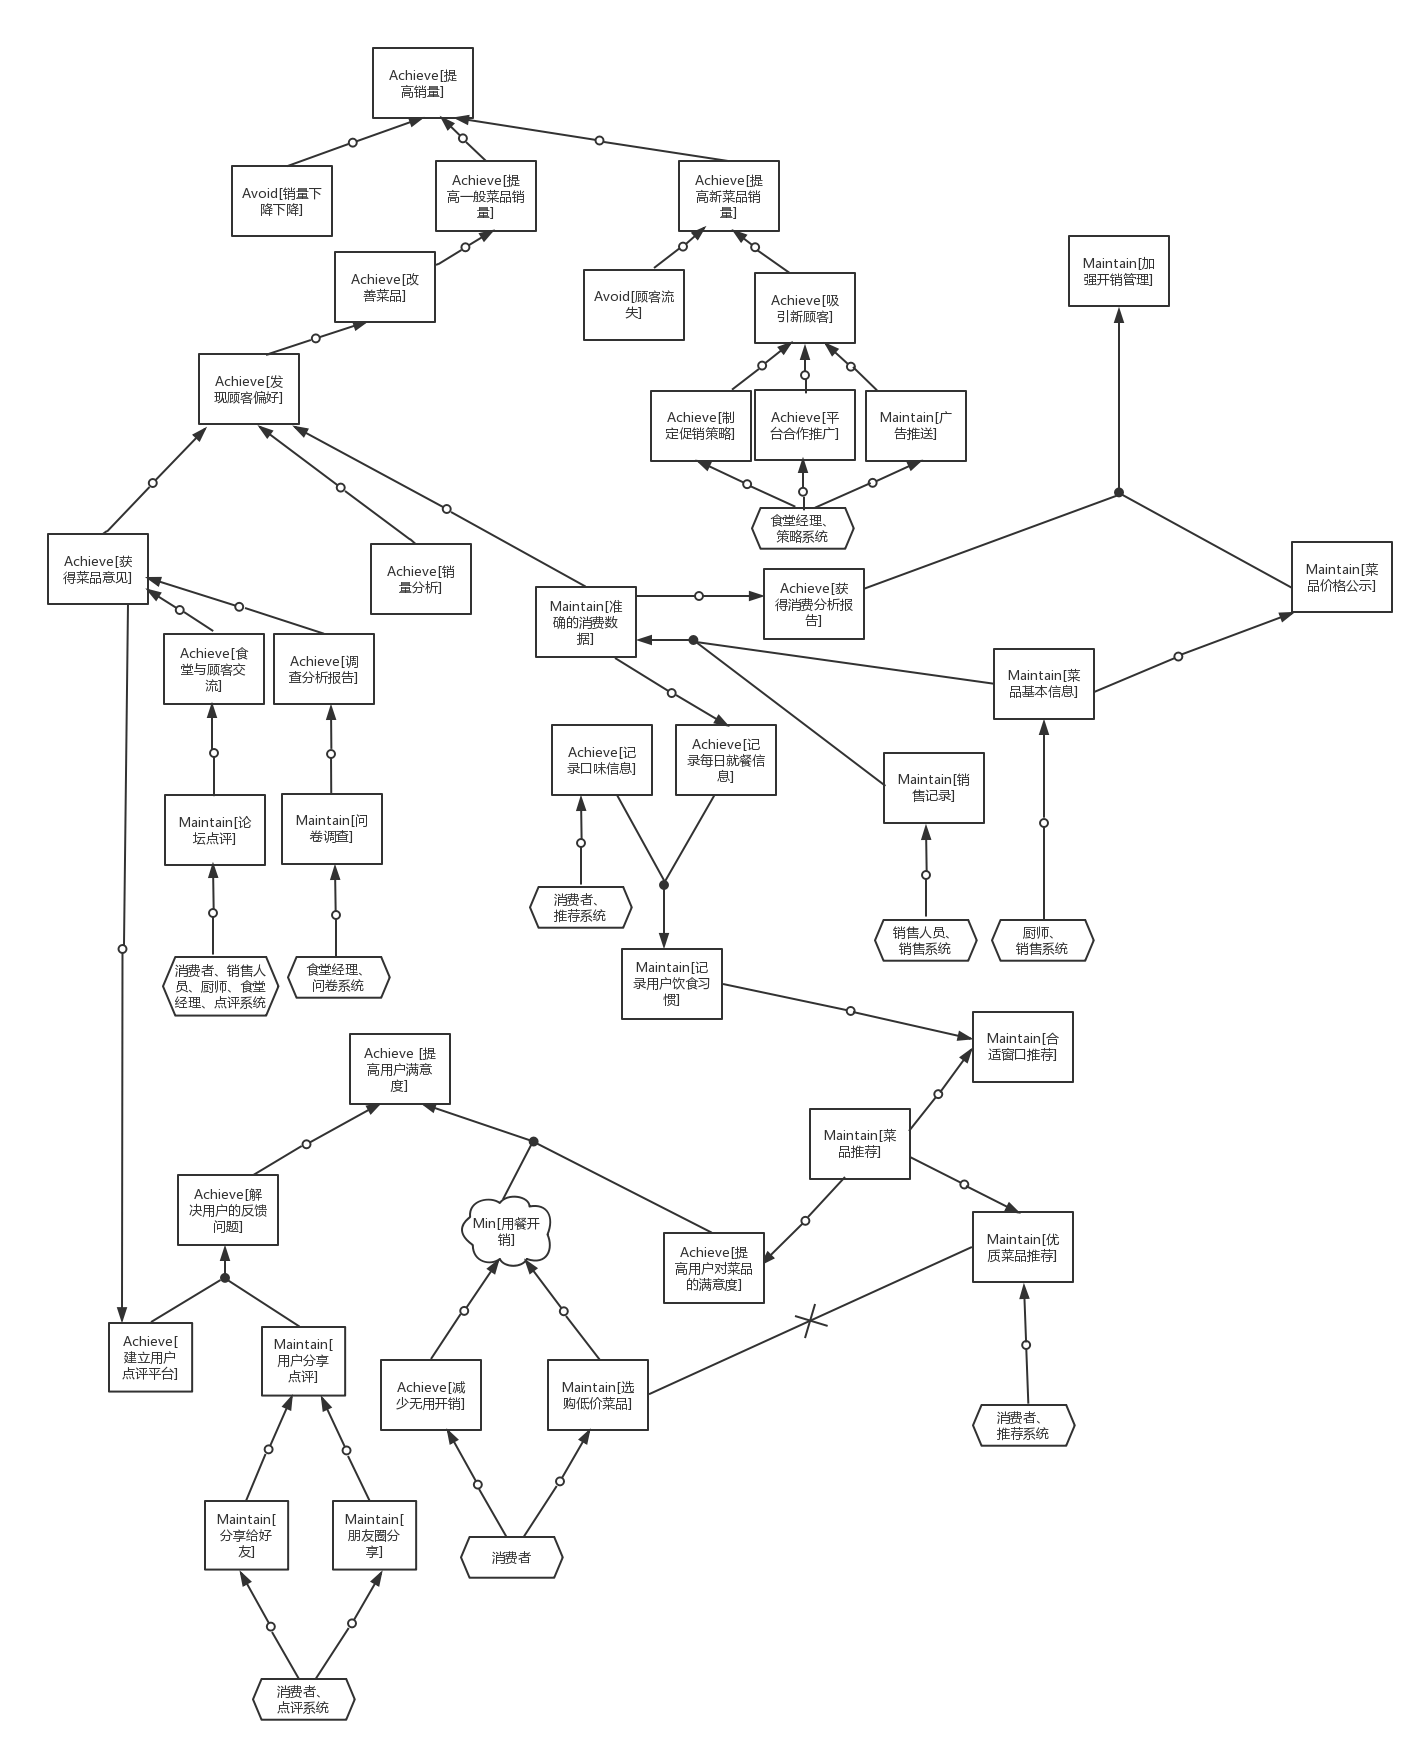 Achieve[提
高销量]
Avoid[销量下
降下降]
Achieve[提
高一般菜品销
量]
Achieve[提
高新菜品销
量]
Achieve[改
善菜品]
Avoid[顾客流
失]
Achieve[吸
引新顾客]
Maintain[加
强开销管理]
Achieve[发
现顾客偏好]
Achieve[制
定促销策略]
Achieve[平
台合作推广]
Maintain[广
告推送]
食堂经理、
策略系统
Achieve[获
得菜品意见]
Achieve[销
量分析]
Maintain[准
确的消费数
据]
Achieve[获
得消费分析报
告]
Maintain[菜
品价格公示]
Achieve[食
堂与顾客交
流]
Achieve[调
查分析报告]
Maintain[菜
品基本信息]
Achieve[记
录口味信息]
Achieve[记
录每日就餐信
息]
Maintain[销
售记录]
Maintain[论
坛点评]
Maintain[问
卷调查]
消费者、
推荐系统
销售人员、
销售系统
厨师、
销售系统
消费者、销售人
员、厨师、食堂
经理、点评系统
食堂经理、
问卷系统
Maintain[记
录用户饮食习
惯]
Maintain[合
适窗口推荐]
Achieve [提
高用户满意
度]
Maintain[菜
品推荐]
Achieve[解
决用户的反馈
问题]
Min[用餐开
销]
Achieve[提
高用户对菜品
的满意度]
Maintain[优
质菜品推荐]
Achieve[
建立用户
点评平台]
Maintain[
用户分享
点评]
Achieve[减
少无用开销]
Maintain[选
购低价菜品]
消费者、
推荐系统
Maintain[
分享给好
友]
Maintain[
朋友圈分
享]
消费者
消费者、
点评系统